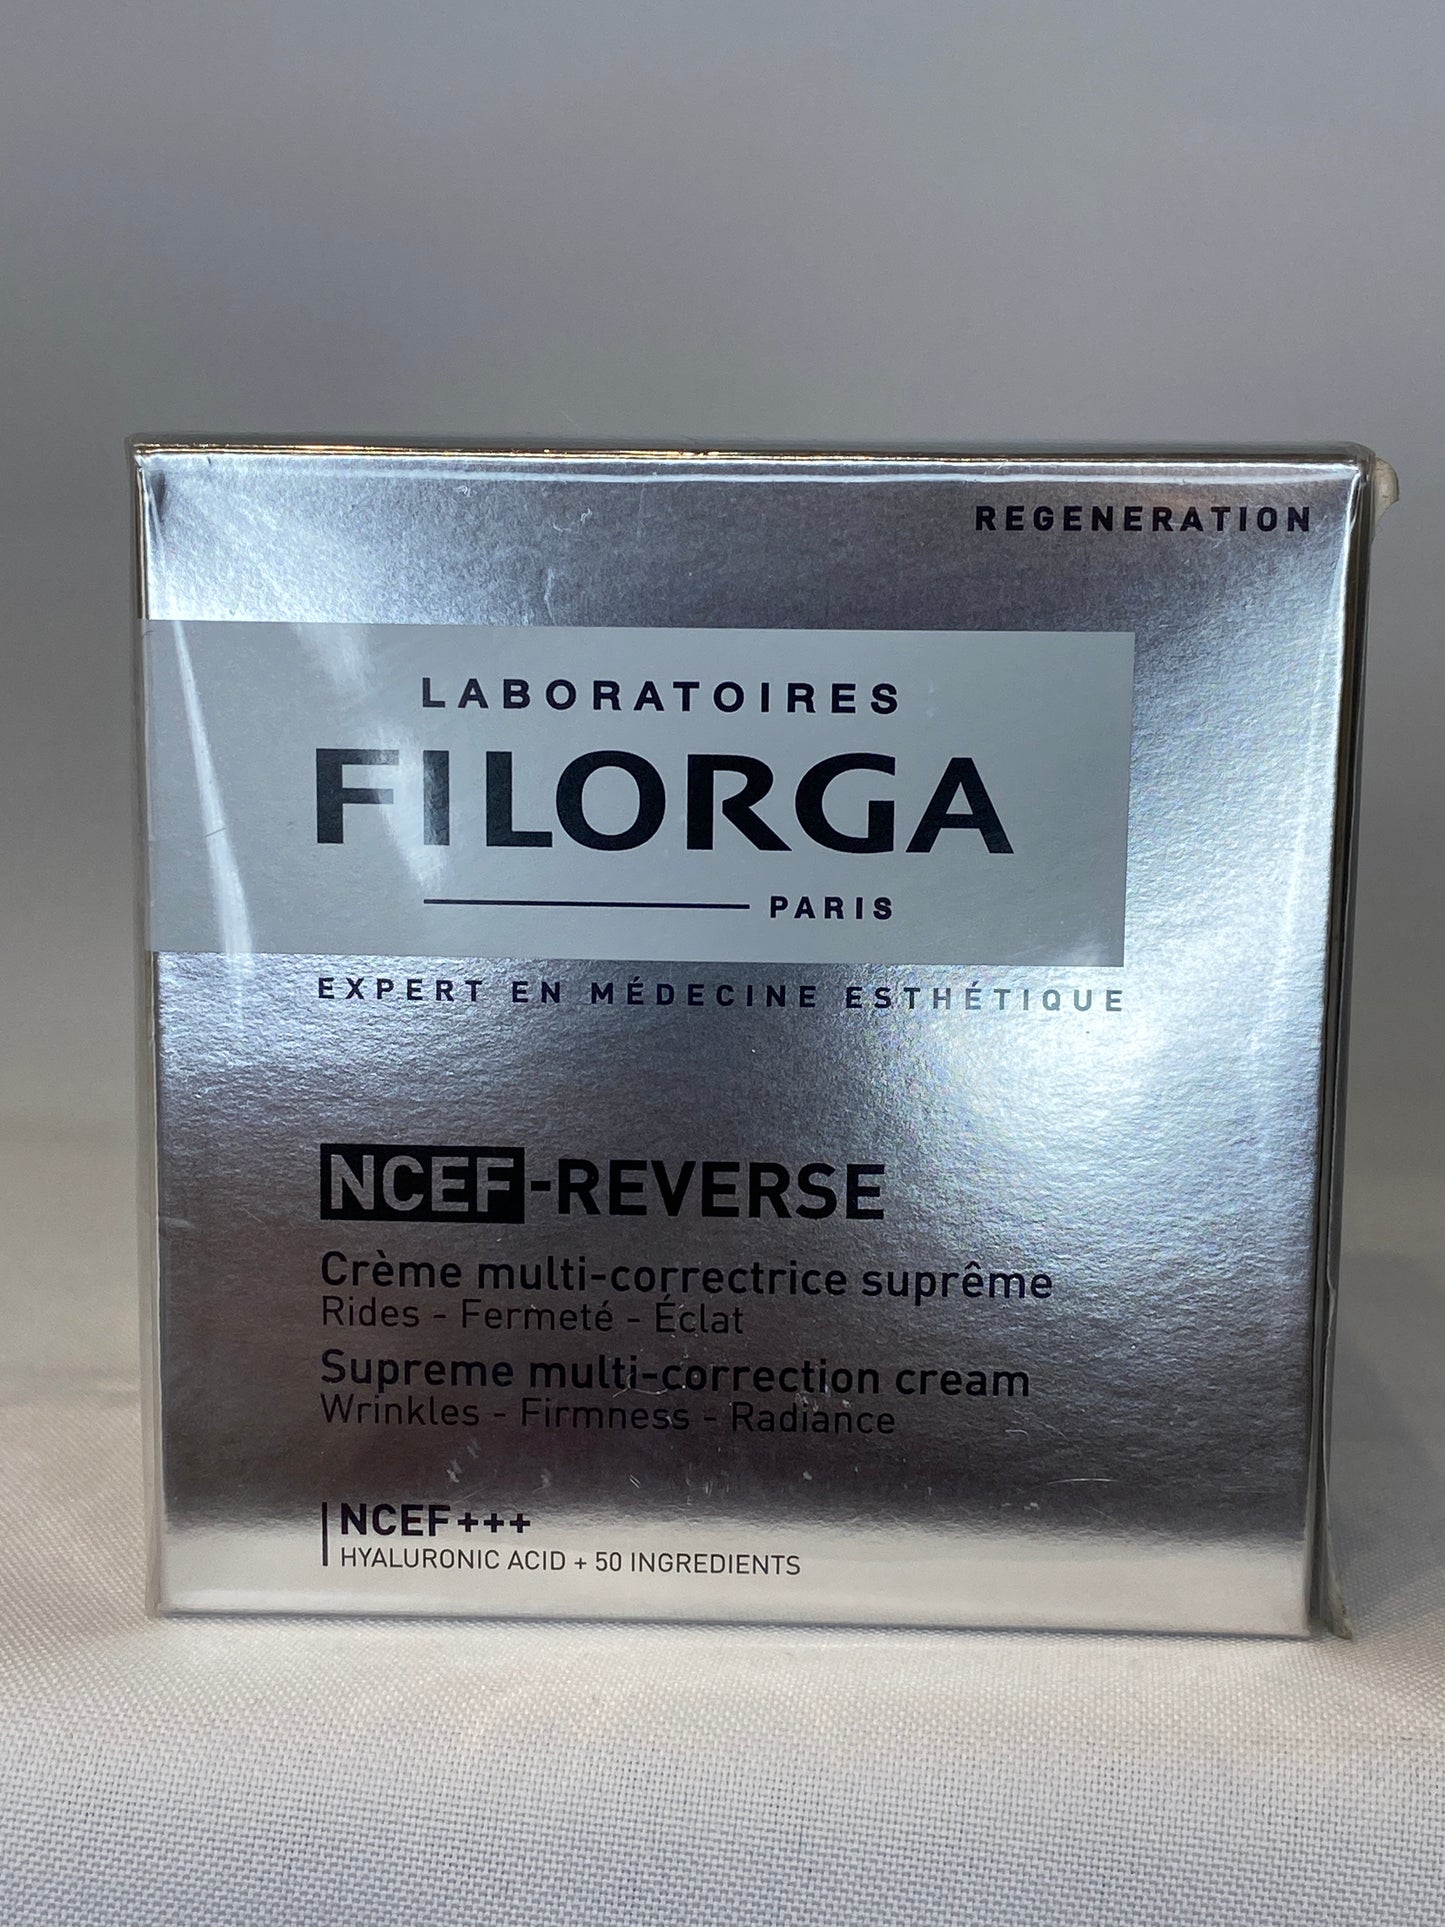 REGENERATION
LABORATOIRES
FILORGA
PARIS
EXPERT EN MÉDECINE ESTHÉTIQUE
NCEF-REVERSE
Crème multi-correctrice suprême
Rides - Fermeté - Éclat
Supreme multi-correction cream
Wrinkles - Firmness - Radiance
NCEF+++
HYALURONIC ACID + 50 INGREDIENTS